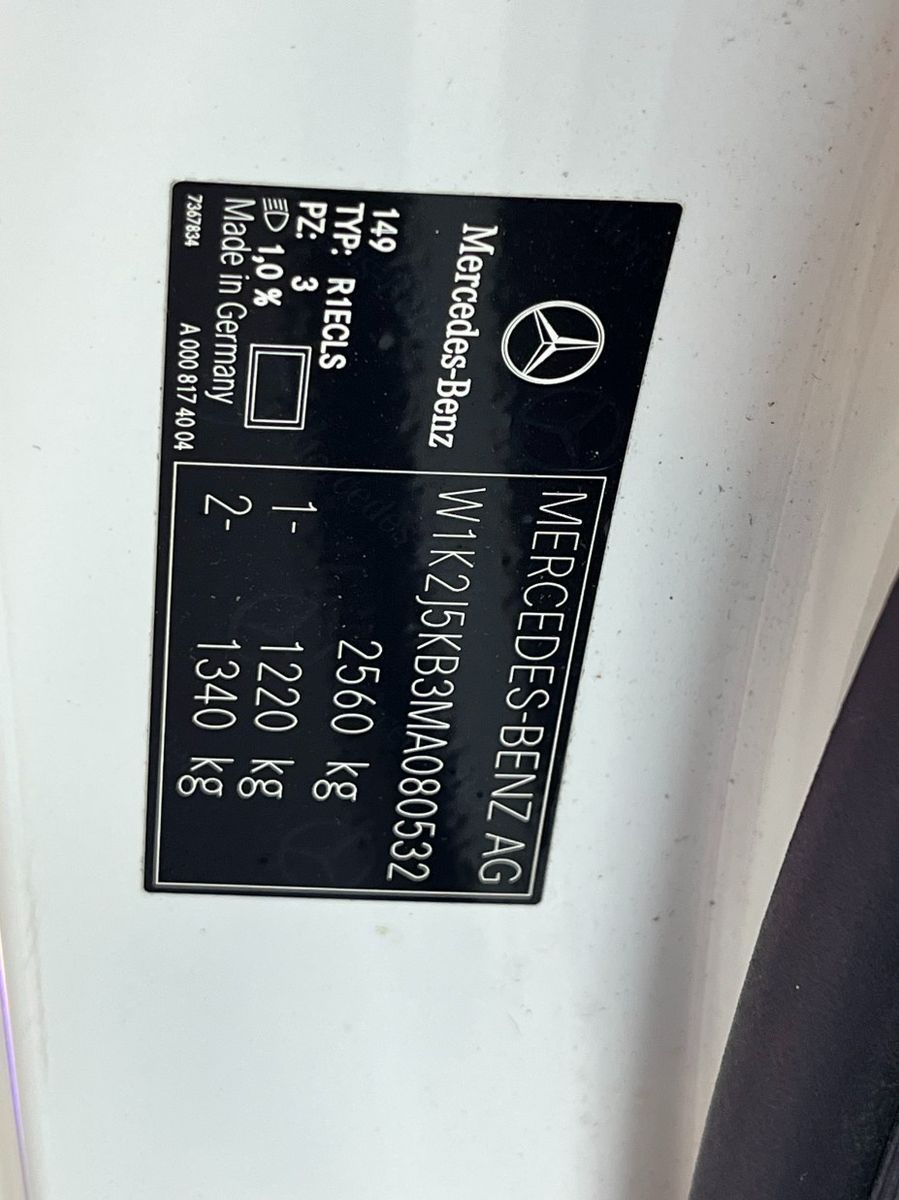 Mercedes-Benz
149
TYP: R1ECLS
PZ: 3
1,0 %
Made in Germany
7367834 A 000 817 40 04
MERCEDES-BENZ AG
W1K2J5KB3MA080532
2560 kg
1- 1220 kg
2- 1340 kg